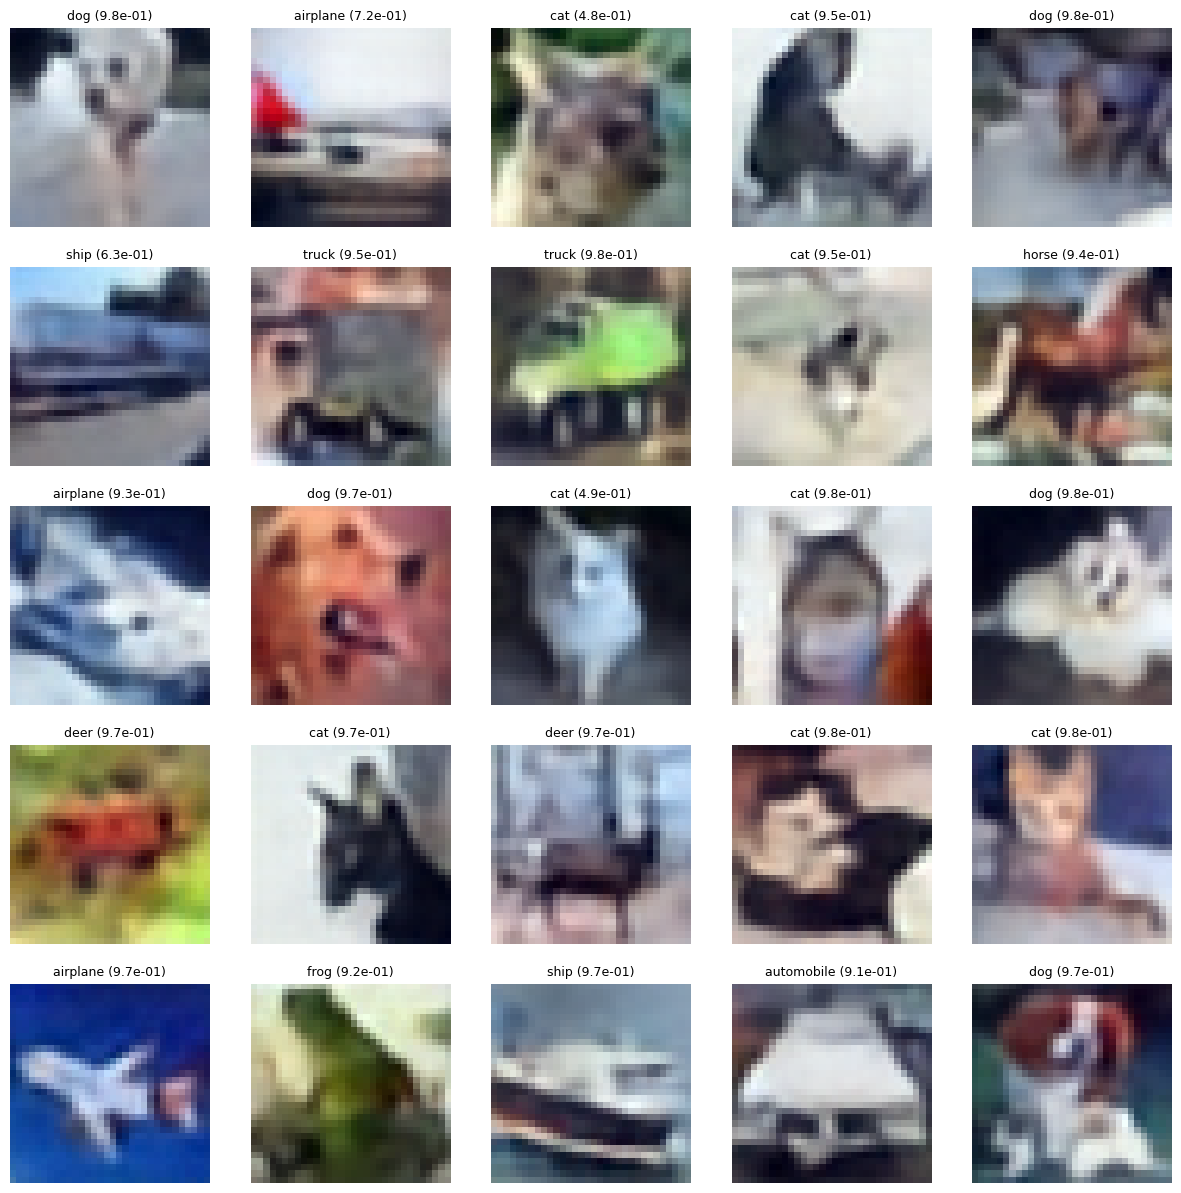 dog (9.8e-01)
airplane (7.2e-01)
cat (4.8e-01)
cat (9.5e-01)
dog (9.8e-01)
ship (6.3e-01)
truck (9.5e-01)
truck (9.8e-01)
cat (9.5e-01)
horse (9.4e-01)
airplane (9.3e-01)
dog (9.7e-01)
cat (4.9e-01)
cat (9.8e-01)
dog (9.8e-01)
deer (9.7e-01)
cat (9.7e-01)
deer (9.7e-01)
cat (9.8e-01)
cat (9.8e-01)
airplane (9.7e-01)
frog (9.2e-01)
ship (9.7e-01)
automobile (9.1e-01)
dog (9.7e-01)